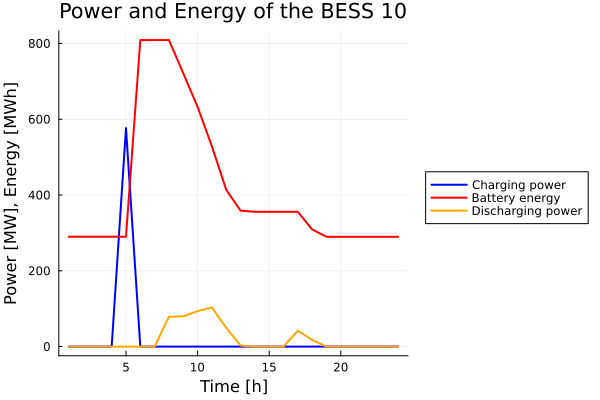 Power and Energy of the BESS 10
Power [MW], Energy [MWh]
800
600
400
200
0
5
10
15
20
Time [h]
Charging power
Battery energy
Discharging power